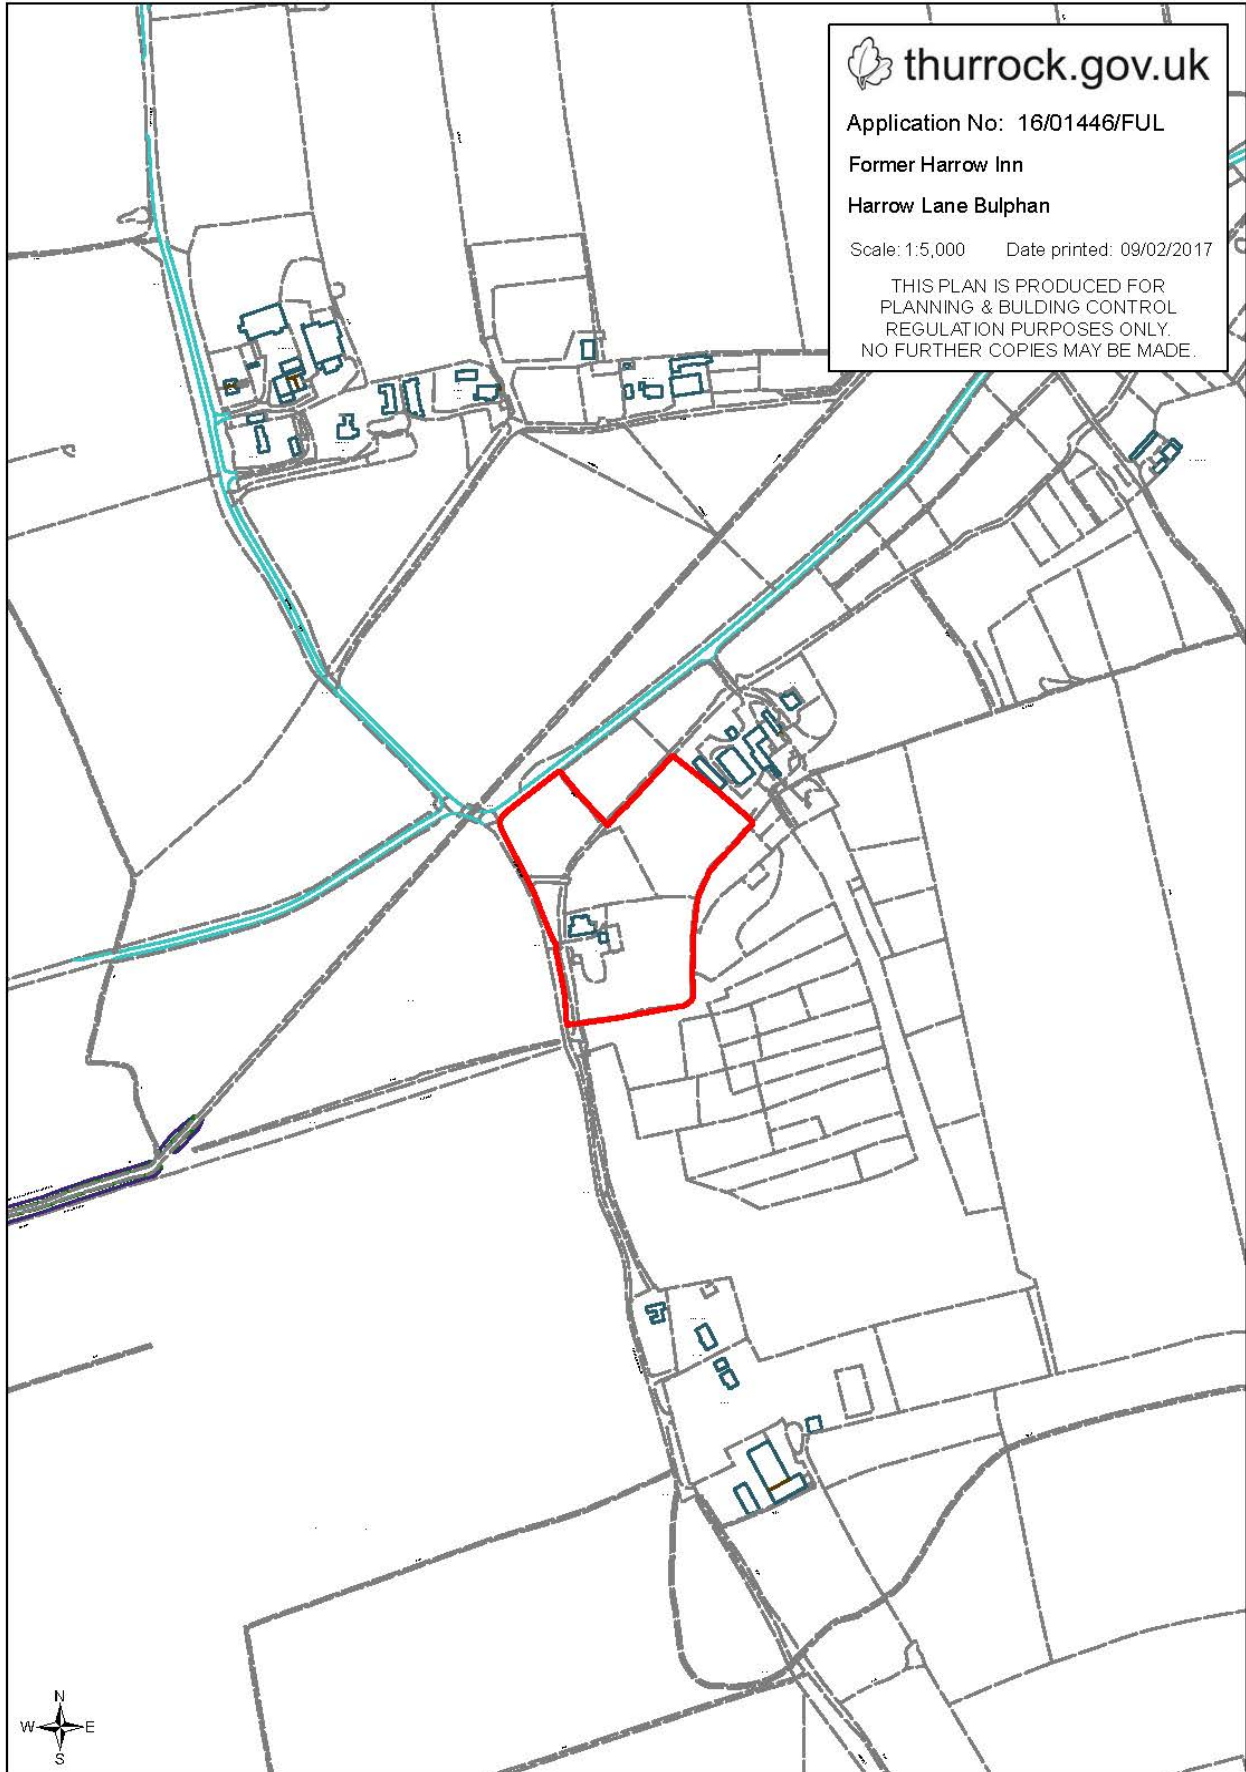 thurrock.gov.uk
Application No: 16/01446/FUL
Former Harrow Inn
Harrow Lane Bulphan
Scale: 1:5,000 Date printed: 09/02/2017
THIS PLAN IS PRODUCED FOR
PLANNING & BULDING CONTROL
REGULATION PURPOSES ONLY.
NO FURTHER COPIES MAY BE MADE.
N
W E
S